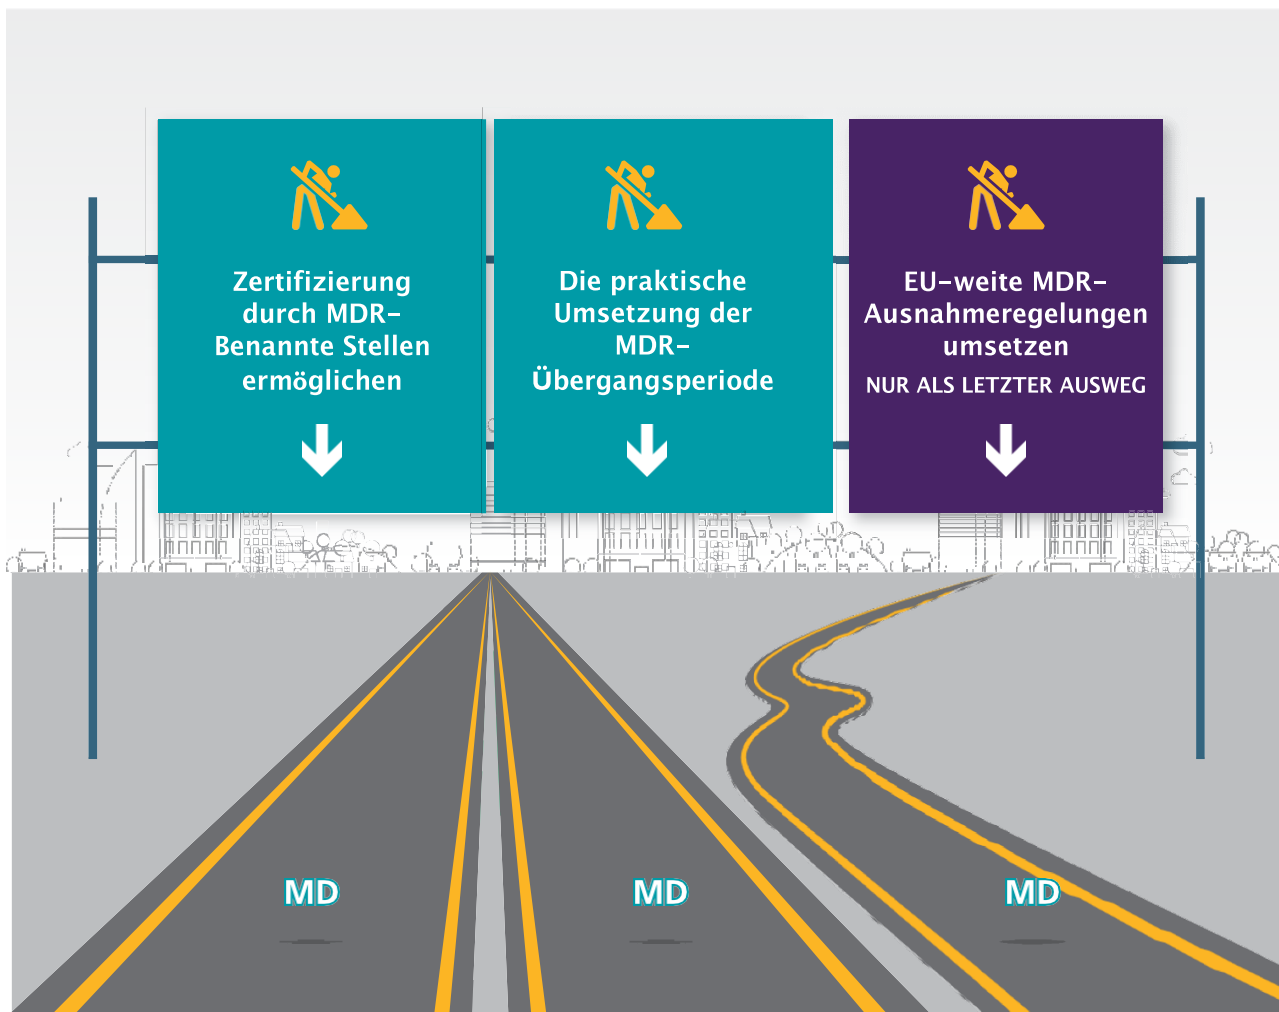 Zertifizierung
durch MDR-
Benannte Stellen
ermöglichen
Die praktische
Umsetzung der
MDR-
Übergangsperiode
EU-weite MDR-
Ausnahmeregelungen
umsetzen
NUR ALS LETZTER AUSWEG
MD
MD
MD